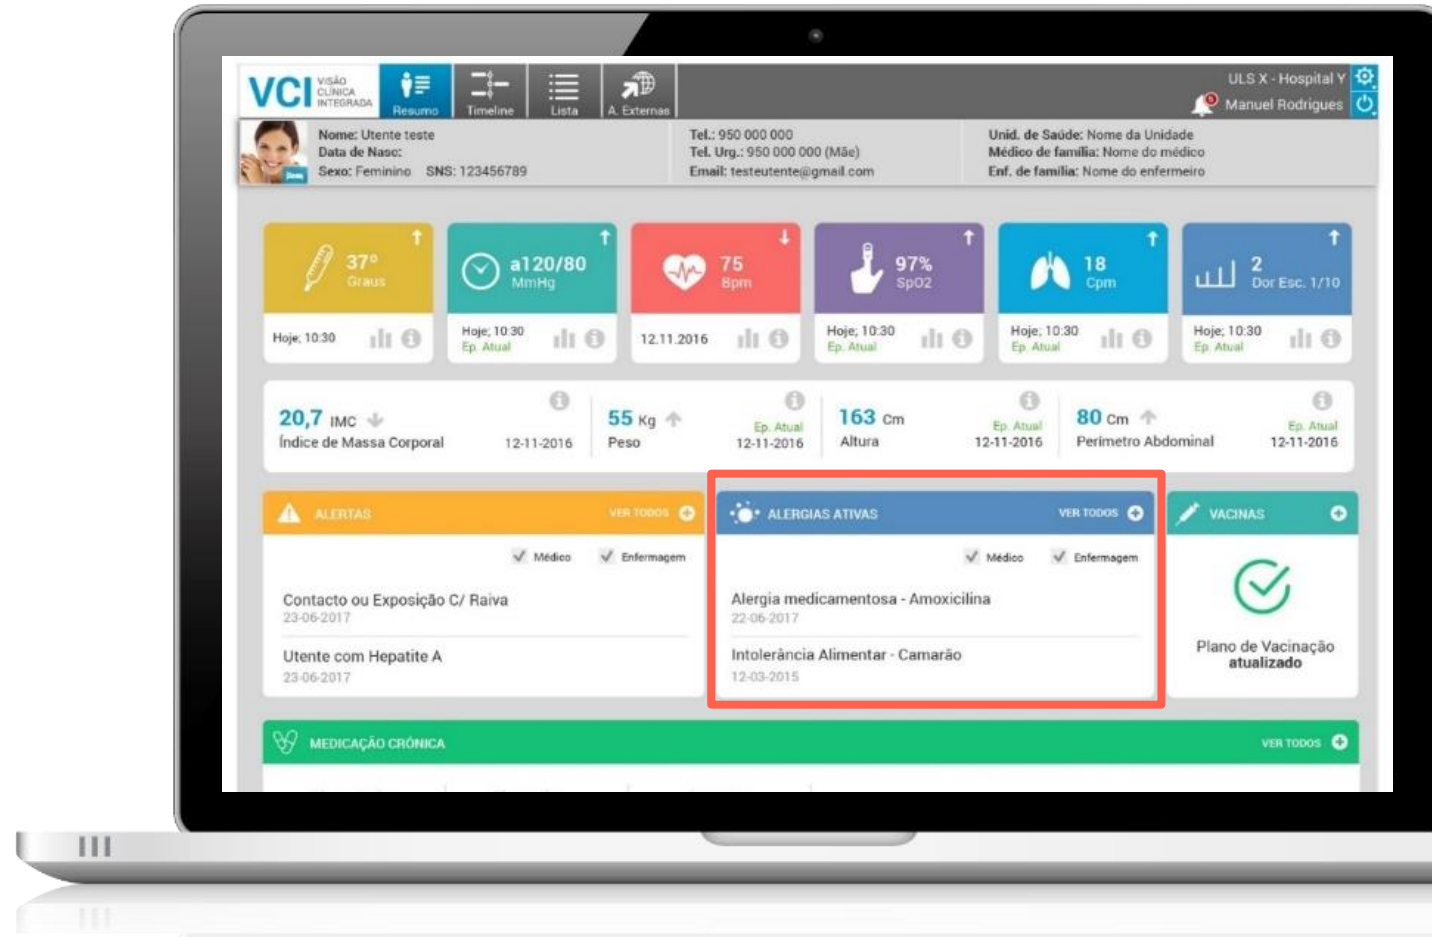 VCI VISÃO CLÍNICA INTEGRADA
Resumo
Timeline
Lista
A. Externas
ULS X - Hospital Y
5
Manuel Rodrigues
Nome: Utente teste
Data de Nasc:
Sexo: Feminino SNS: 123456789
Tel.: 950 000 000
Tel. Urg.: 950 000 000 (Mãe)
Email: testeutente@gmail.com
Unid. de Saúde: Nome da Unidade
Médico de família: Nome do médico
Enf. de família: Nome do enfermeiro
37º
Graus
Hoje; 10:30
a120/80
MmHg
Hoje; 10:30
Ep. Atual
75
Bpm
12.11.2016
97%
SpO2
Hoje; 10:30
Ep. Atual
18
Cpm
Hoje; 10:30
Ep. Atual
2
Dor Esc. 1/10
Hoje; 10:30
Ep. Atual
20,7 IMC
Índice de Massa Corporal
12-11-2016
55 Kg
Peso
Ep. Atual
12-11-2016
163 Cm
Altura
Ep. Atual
12-11-2016
80 Cm
Perímetro Abdominal
Ep. Atual
12-11-2016
ALERTAS
VER TODOS
Médico
Enfermagem
Contacto ou Exposição C/ Raiva
23-06-2017
Utente com Hepatite A
23-06-2017
ALERGIAS ATIVAS
VER TODOS
Médico
Enfermagem
Alergia medicamentosa - Amoxicilina
22-06-2017
Intolerância Alimentar - Camarão
12-03-2015
VACINAS
Plano de Vacinação
atualizado
MEDICAÇÃO CRÓNICA
VER TODOS